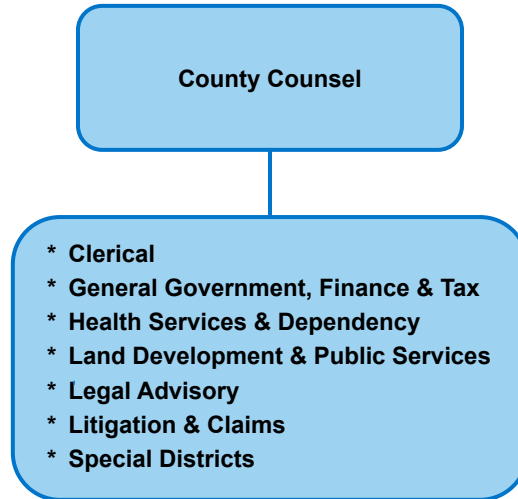 County Counsel
* Clerical
* General Government, Finance & Tax
* Health Services & Dependency
* Land Development & Public Services
* Legal Advisory
* Litigation & Claims
* Special Districts